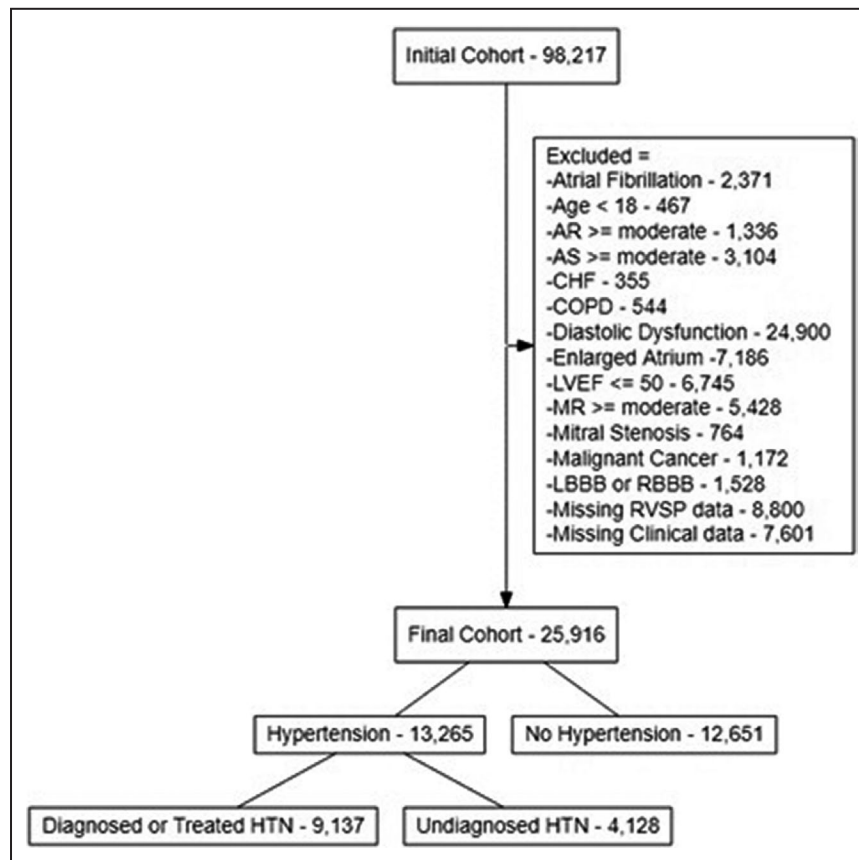 Initial Cohort - 98,217
Excluded =
-Atrial Fibrillation - 2,371
-Age < 18 - 467
-AR >= moderate - 1,336
-AS >= moderate - 3,104
-CHF - 355
-COPD - 544
-Diastolic Dysfunction - 24,900
-Enlarged Atrium -7,186
-LVEF <= 50 - 6,745
-MR >= moderate - 5,428
-Mitral Stenosis - 764
-Malignant Cancer - 1,172
-LBBB or RBBB - 1,528
-Missing RVSP data - 8,800
-Missing Clinical data - 7,601
Final Cohort - 25,916
Hypertension - 13,265
No Hypertension - 12,651
Diagnosed or Treated HTN - 9,137
Undiagnosed HTN - 4,128